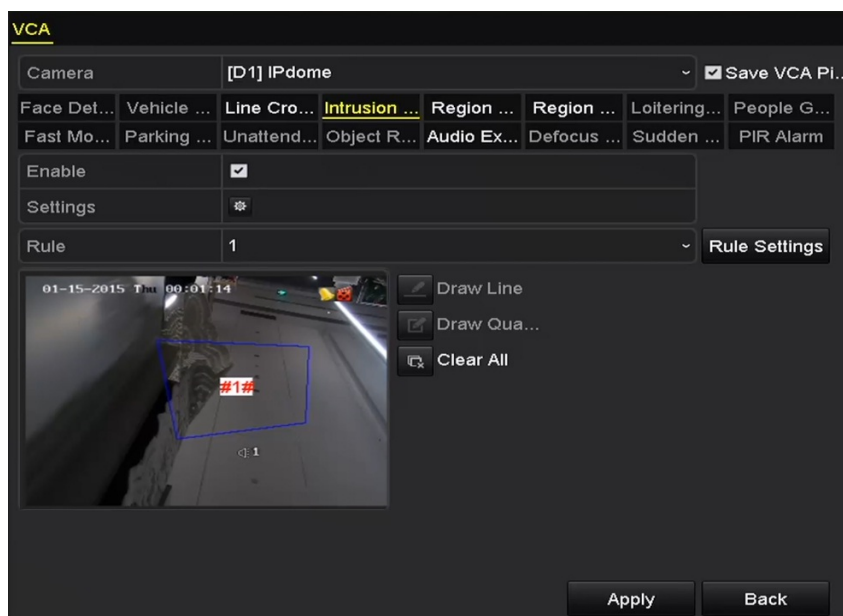 VCA
Camera [D1] IPdome Save VCA Pi..
Face Det... Vehicle ... Line Cro... Intrusion ... Region ... Region ... Loitering... People G...
Fast Mo... Parking ... Unattend... Object R... Audio Ex... Defocus ... Sudden ... PIR Alarm
Enable
Settings
Rule 1 Rule Settings
01-15-2015 Thu 00:01:14
Draw Line
Draw Qua...
Clear All
#1#
1
Apply Back